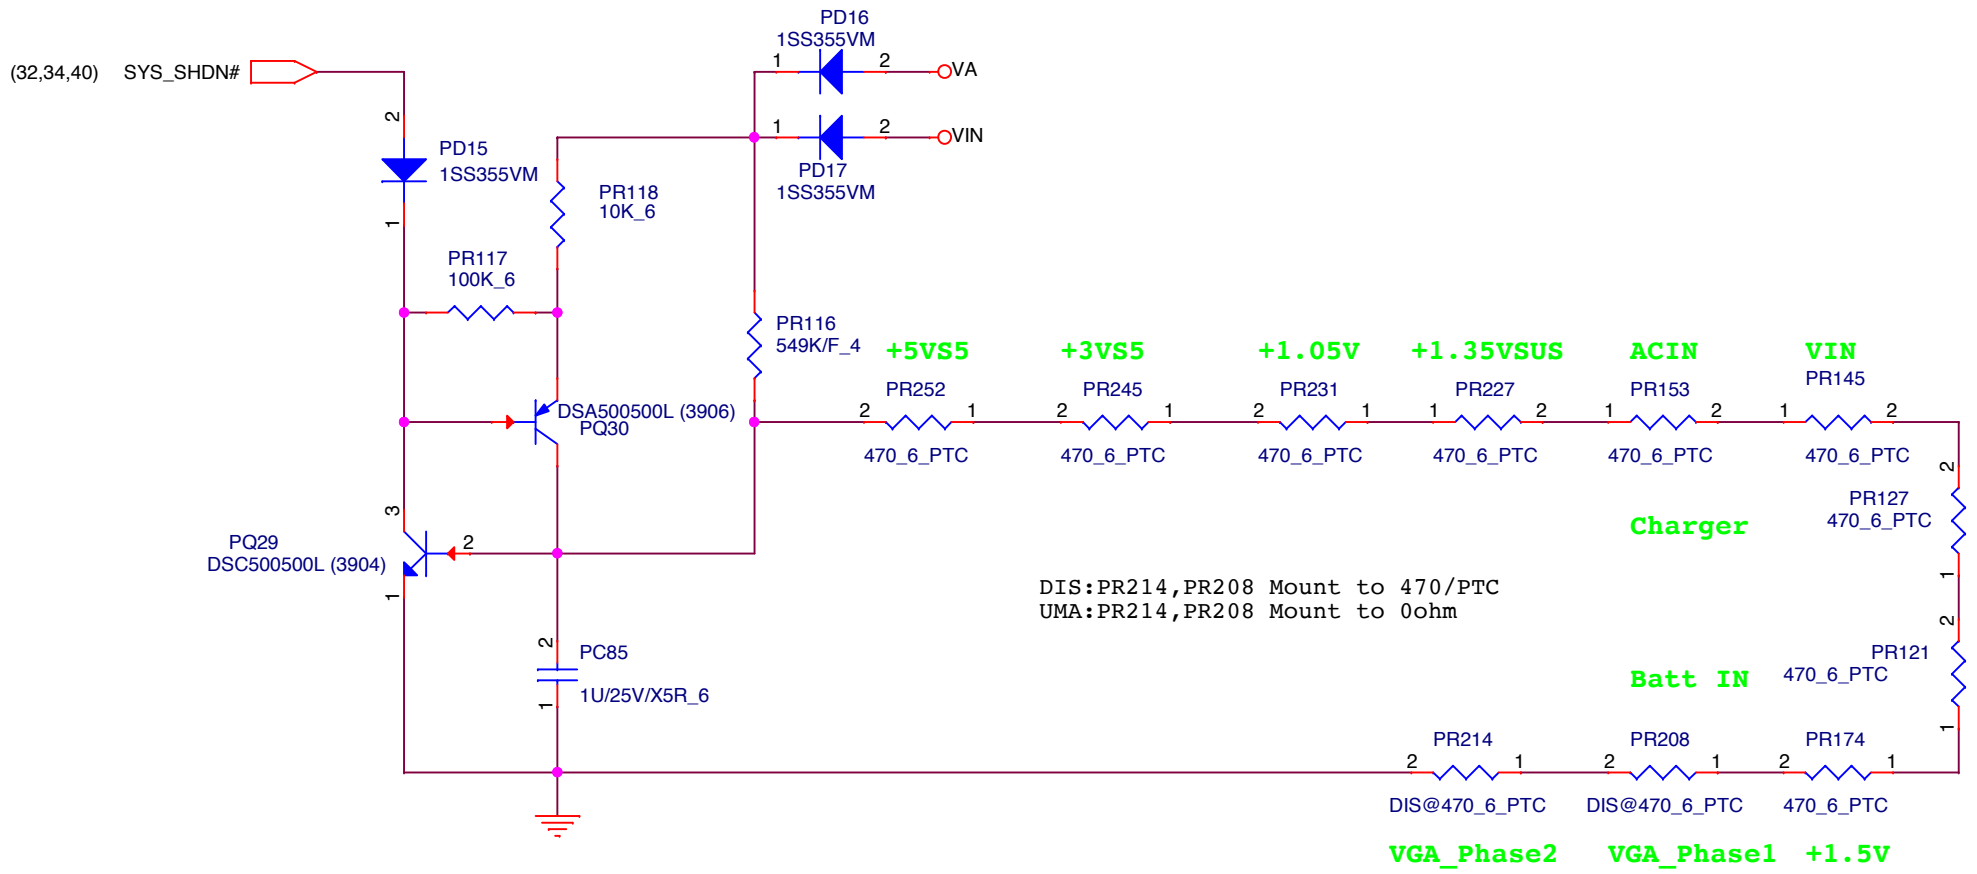 PD16
1SS355VM
(32,34,40) SYS_SHDN#
1 2 VA
1 2 VIN
2
PD15
1SS355VM
PD17
1SS355VM
PR118
10K_6
1
PR117
100K_6
PR116
549K/F_4
+5VS5 +3VS5 +1.05V +1.35VSUS ACIN VIN
PR252 PR245 PR231 PR227 PR153 PR145
2 1 2 1 2 1 1 2 1 2 1 2
DSA500500L (3906)
PQ30
470_6_PTC 470_6_PTC 470_6_PTC 470_6_PTC 470_6_PTC 470_6_PTC
2
PR127
470_6_PTC
1
Charger
3
PQ29
DSC500500L (3904)
2
1
DIS:PR214,PR208 Mount to 470/PTC
UMA:PR214,PR208 Mount to 0ohm
2
PC85
1U/25V/X5R_6
1
2
PR121
470_6_PTC
1
Batt IN
PR214 PR208 PR174
2 1 2 1 2 1
DIS@470_6_PTC DIS@470_6_PTC 470_6_PTC
VGA_Phase2 VGA_Phase1 +1.5V